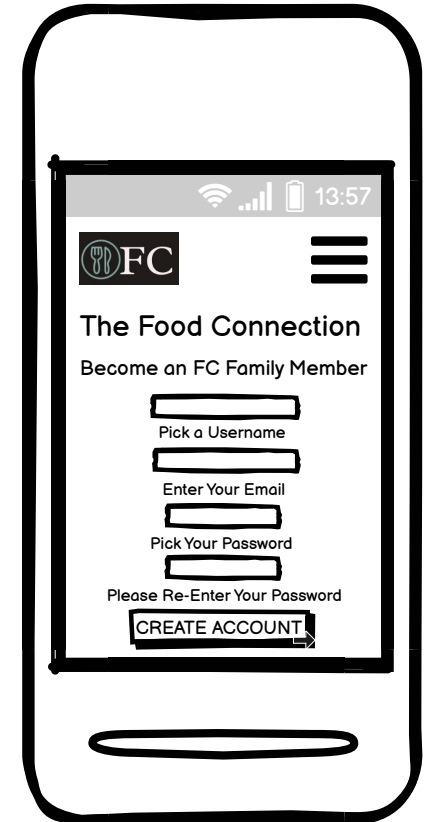 13:57
FC
The Food Connection
Become an FC Family Member
Pick a Username
Enter Your Email
Pick Your Password
Please Re-Enter Your Password
CREATE ACCOUNT